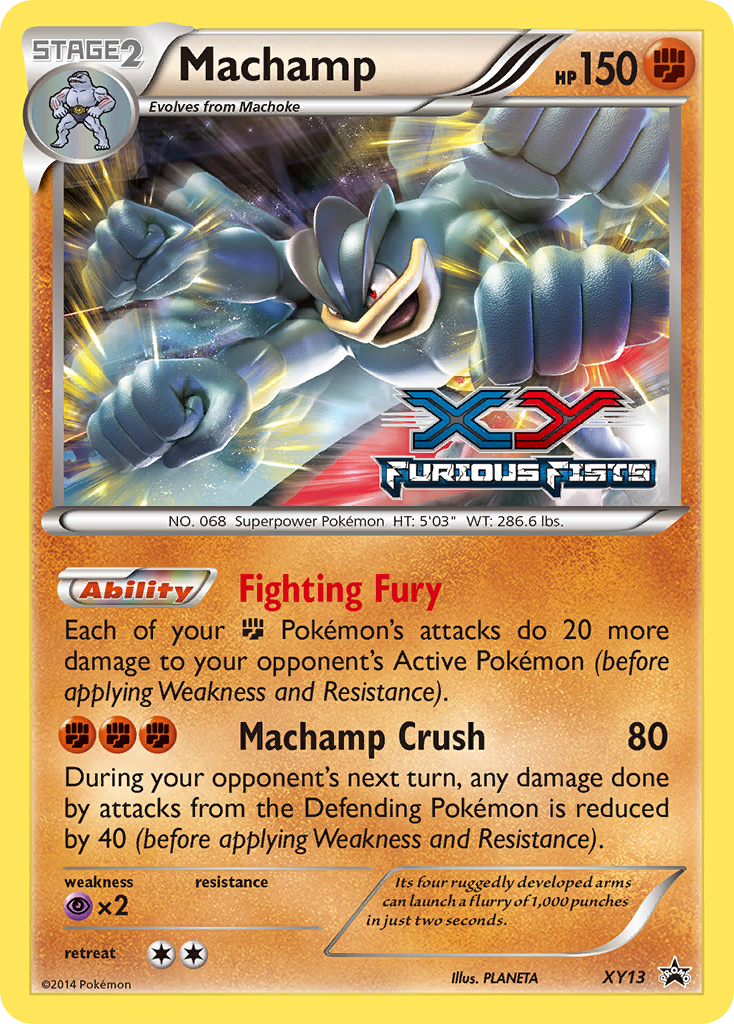 STAGE2
Machamp
HP 150
Evolves from Machoke
XY
FURIOUS FISTS
NO. 068 Superpower Pokémon HT: 5'03" WT: 286.6 lbs.
Ability Fighting Fury
Each of your Pokémon's attacks do 20 more
damage to your opponent's Active Pokémon (before
applying Weakness and Resistance).
Machamp Crush 80
During your opponent's next turn, any damage done
by attacks from the Defending Pokémon is reduced
by 40 (before applying Weakness and Resistance).
weakness resistance
×2
Its four ruggedly developed arms
can launch a flurry of 1,000 punches
in just two seconds.
retreat
©2014 Pokémon
Illus. PLANETA
XY13
PROMO